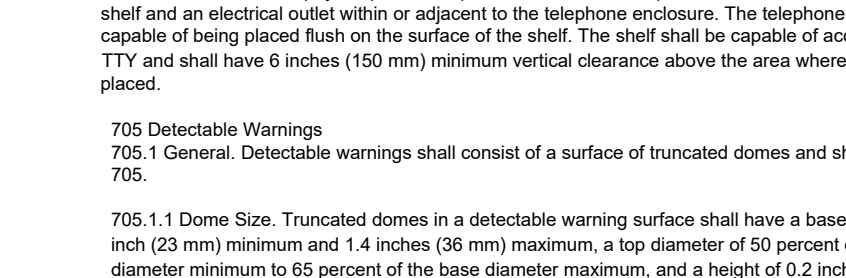 shelf and an electrical outlet within or adjacent to the telephone enclosure. The telephone
capable of being placed flush on the surface of the shelf. The shelf shall be capable of
TTY and shall have 6 inches (150 mm) minimum vertical clearance above the area where
placed.
705 Detectable Warnings
705.1 General. Detectable warnings shall consist of a surface of truncated domes and
705.
705.1.1 Dome Size. Truncated domes in a detectable warning surface shall have a base
inch (23 mm) minimum and 1.4 inches (36 mm) maximum, a top diameter of 50 percent
diameter minimum to 65 percent of the base diameter maximum, and a height of 0.2